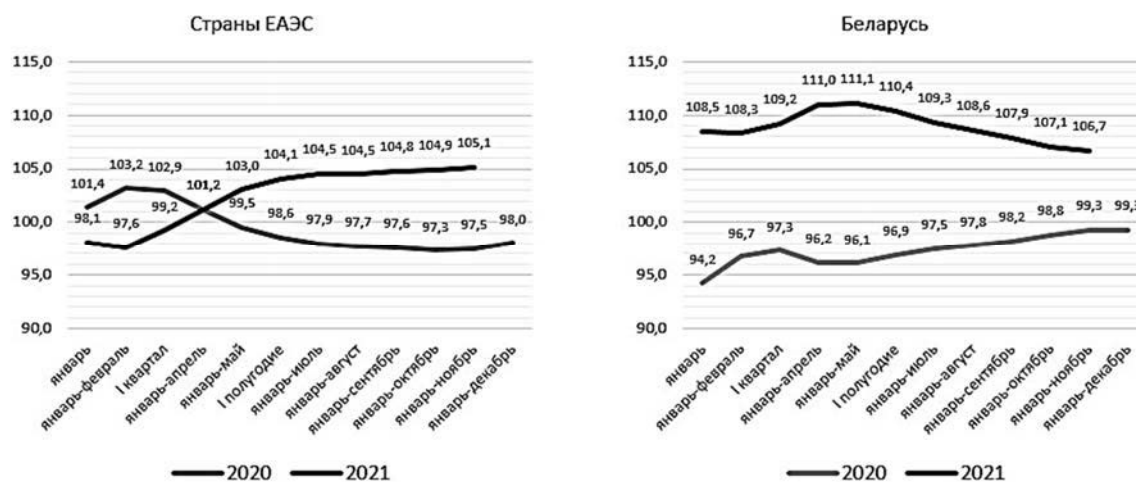 Страны ЕАЭС
115,0
110,0
105,0
100,0
95,0
90,0
101,4
103,2
102,9
101,2
99,5
98,6
97,9
97,7
97,6
97,3
97,5
98,0
98,1
97,6
99,2
103,0
104,1
104,5
104,5
104,8
104,9
105,1
январь
январь-февраль
I квартал
январь-апрель
январь-май
I полугодие
январь-июль
январь-август
январь-сентябрь
январь-октябрь
январь-ноябрь
январь-декабрь
2020 2021
Беларусь
115,0
110,0
105,0
100,0
95,0
90,0
108,5
108,3
109,2
111,0
111,1
110,4
109,3
108,6
107,9
107,1
106,7
94,2
96,7
97,3
96,2
96,1
96,9
97,5
97,8
98,2
98,8
99,3
99,3
январь
январь-февраль
I квартал
январь-апрель
январь-май
I полугодие
январь-июль
январь-август
январь-сентябрь
январь-октябрь
январь-ноябрь
январь-декабрь
2020 2021